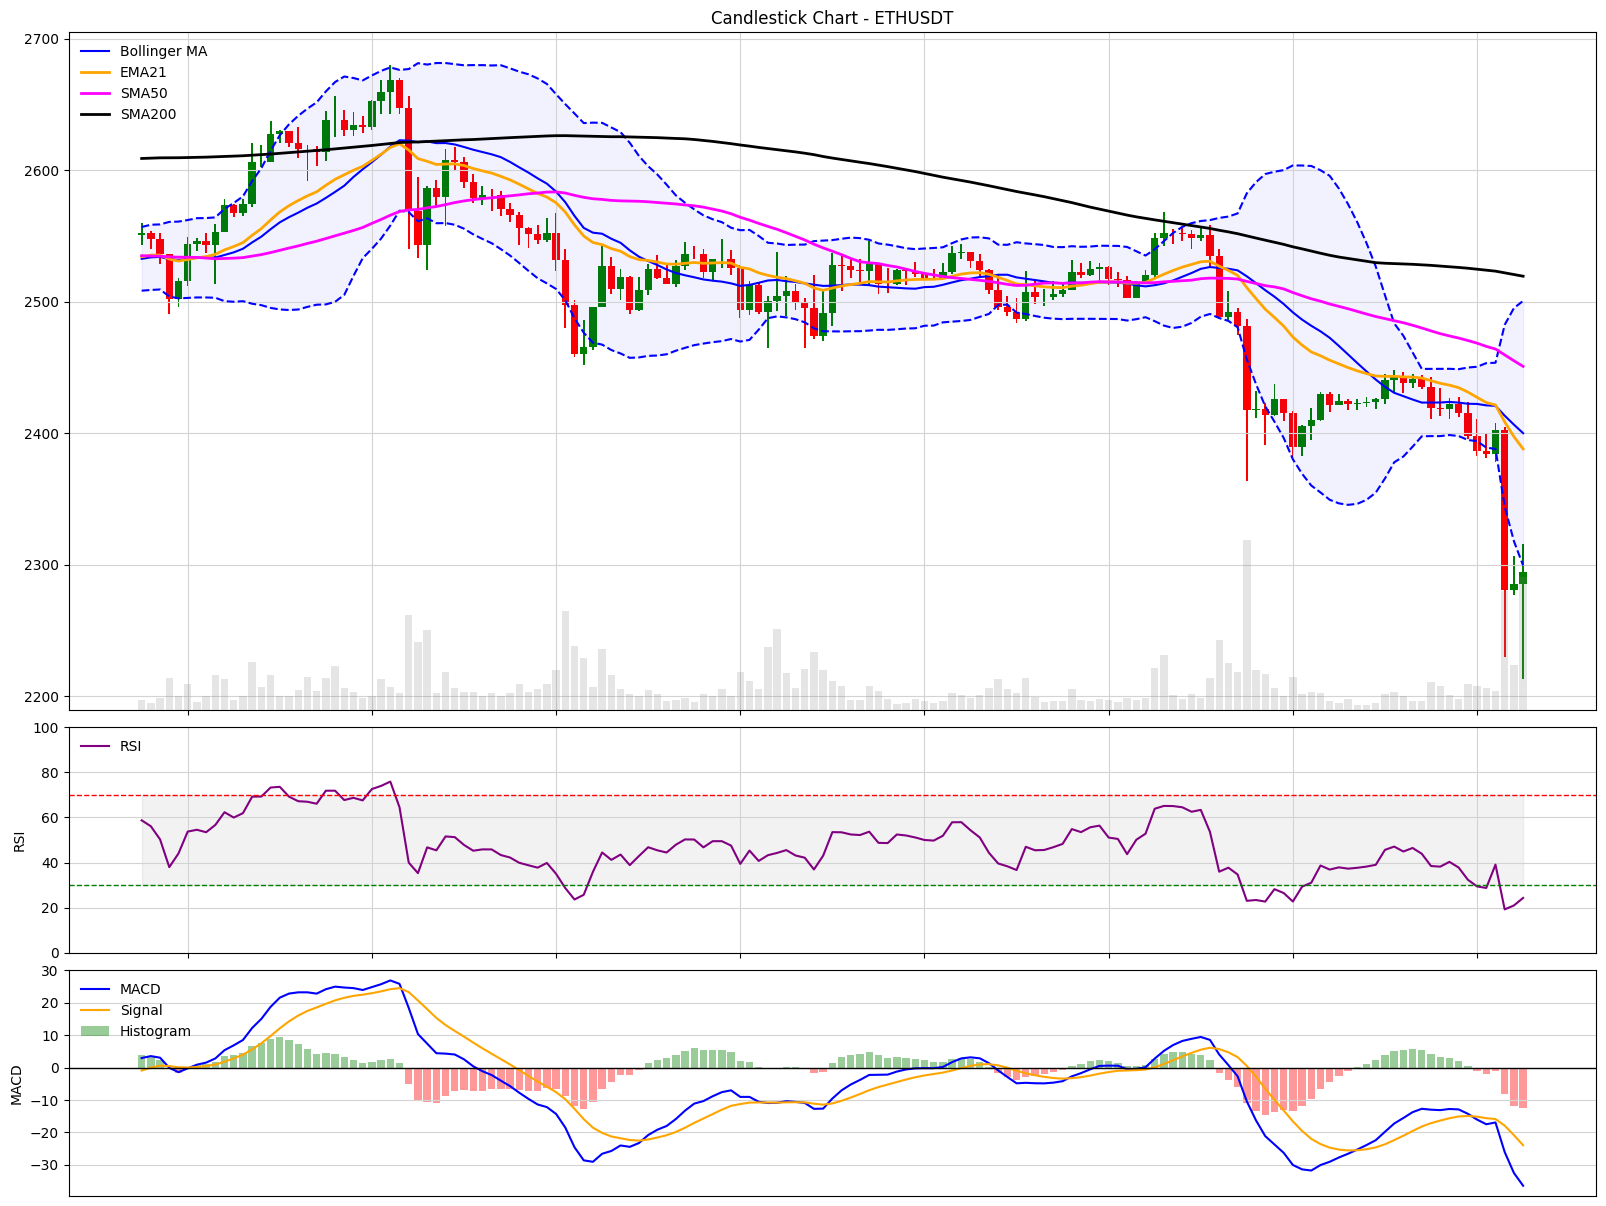 Candlestick Chart - ETHUSDT
2700
Bollinger MA
EMA21
SMA50
SMA200
2600
2500
2400
2300
2200
100
RSI
80
60
RSI
40
20
0
30
MACD
20
Signal
10
Histogram
0
MACD
−10
−20
−30